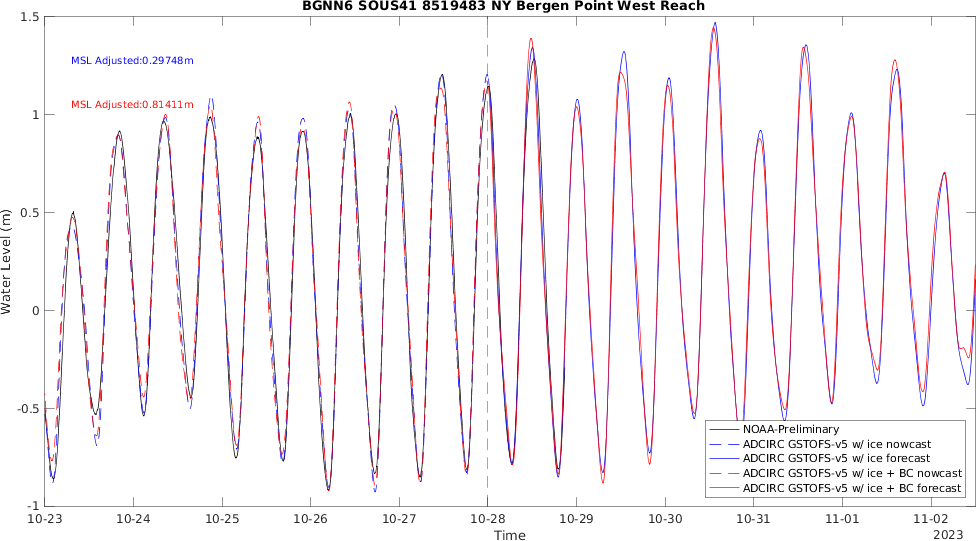 BGNN6 SOUS41 8519483 NY Bergen Point West Reach
1.5
MSL Adjusted:0.29748m
MSL Adjusted:0.81411m
1
0.5
0
-0.5
-1
Water Level (m)
NOAA-Preliminary
ADCIRC GSTOFS-v5 w/ ice nowcast
ADCIRC GSTOFS-v5 w/ ice forecast
ADCIRC GSTOFS-v5 w/ ice + BC nowcast
ADCIRC GSTOFS-v5 w/ ice + BC forecast
10-23 10-24 10-25 10-26 10-27 10-28 10-29 10-30 10-31 11-01 11-02
Time
2023